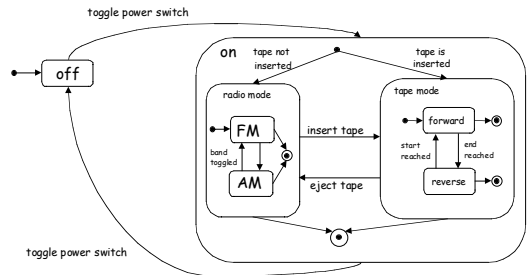 toggle power switch
on
tape not
inserted
tape is
inserted
off
radio mode
tape mode
FM
forward
insert tape
band
toggled
start
reached
end
reached
AM
eject tape
reverse
toggle power switch